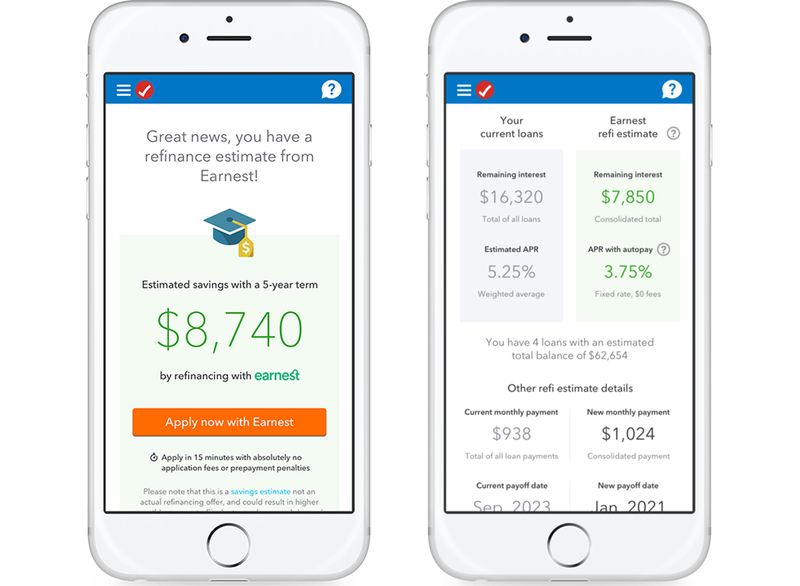 Great news, you have a
refinance estimate from
Earnest!
$
Estimated savings with a 5-year term
$8,740
by refinancing with earnest
Apply now with Earnest
Apply in 15 minutes with absolutely no
application fees or prepayment penalties
Please note that this is a savings estimate not an
actual refinancing offer, and could result in higher
?
Your
current loans
Earnest
refi estimate ?
Remaining interest
$16,320
Total of all loans
Estimated APR
5.25%
Weighted average
Remaining interest
$7,850
Consolidated total
APR with autopay ?
3.75%
Fixed rate, $0 fees
You have 4 loans with an estimated
total balance of $62,654
Other refi estimate details
Current monthly payment
$938
Total of all loan payments
New monthly payment
$1,024
Consolidated payment
Current payoff date
Sep, 2023
New payoff date
Jan, 2021